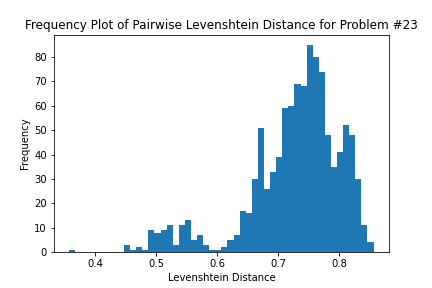 Frequency Plot of Pairwise Levenshtein Distance for Problem #23
Frequency
80
70
60
50
40
30
20
10
0
0.4 0.5 0.6 0.7 0.8
Levenshtein Distance